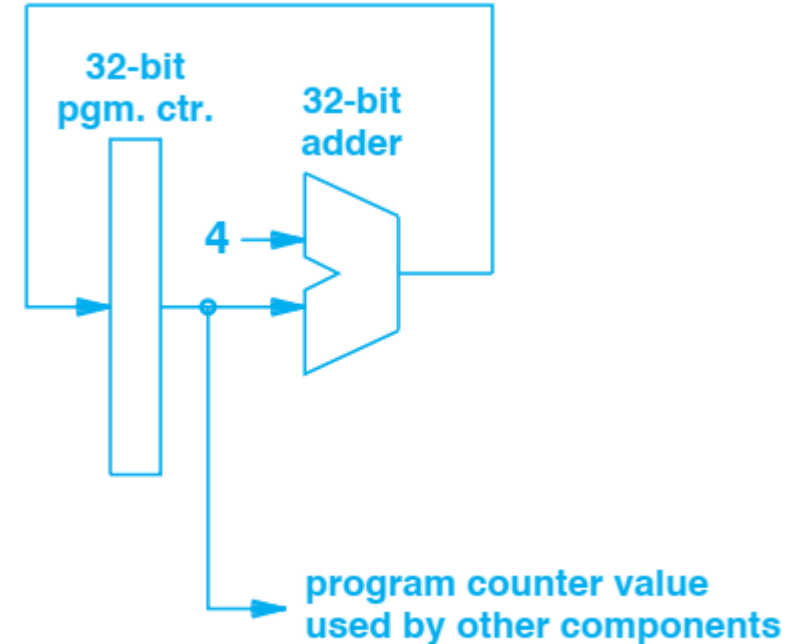 32-bit
pgm. ctr.
32-bit
adder
4
program counter value
used by other components